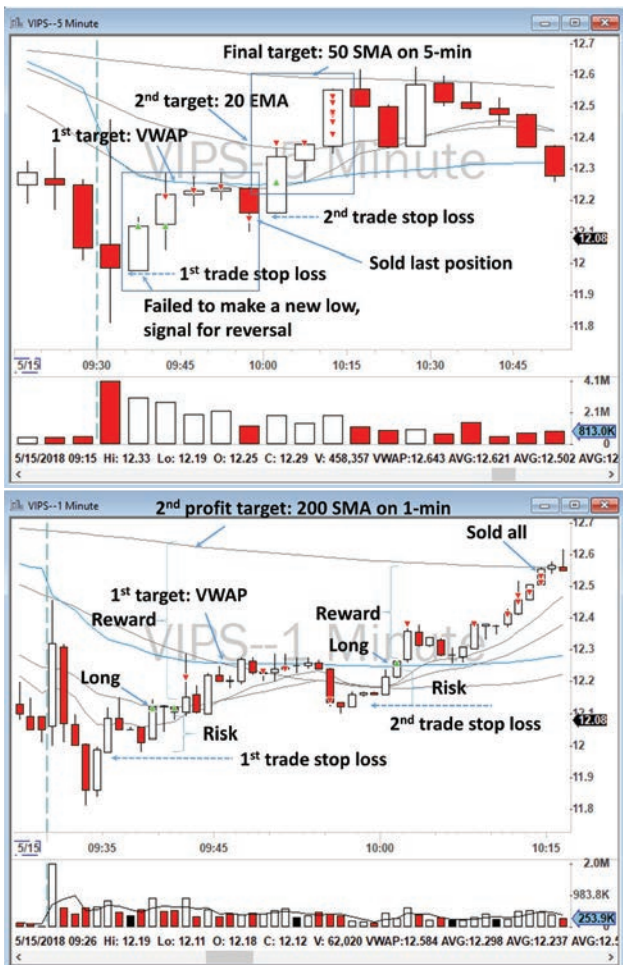 VIPS--5 Minute
Final target: 50 SMA on 5-min
2nd target: 20 EMA
1st target: VWAP
VIPS--5 Minute
2nd trade stop loss
1st trade stop loss
Sold last position
Failed to make a new low,
signal for reversal
12.7
12.6
12.5
12.4
12.3
12.2
12.08
12
11.9
11.8
5/15
09:30
09:45
10:00
10:15
10:30
10:45
4.1M
2.1M
813.0K
0
5/15/2018 09:15 Hi: 12.33 Lo: 12.19 O: 12.25 C: 12.29 V: 458,357 VWAP:12.643 AVG:12.621 AVG:12.502 AVG:12
VIPS--1 Minute
2nd profit target: 200 SMA on 1-min
Sold all
1st target: VWAP
Reward
Reward
VIPS--1 Minute
Long
Long
Risk
Risk
2nd trade stop loss
1st trade stop loss
12.7
12.6
12.5
12.4
12.3
12.2
12.08
12
11.9
11.8
5/15
09:35
09:45
10:00
10:15
2.0M
983.8K
253.9K
0
5/15/2018 09:26 Hi: 12.19 Lo: 12.11 O: 12.18 C: 12.12 V: 62,020 VWAP:12.584 AVG:12.298 AVG:12.237 AVG:12.5